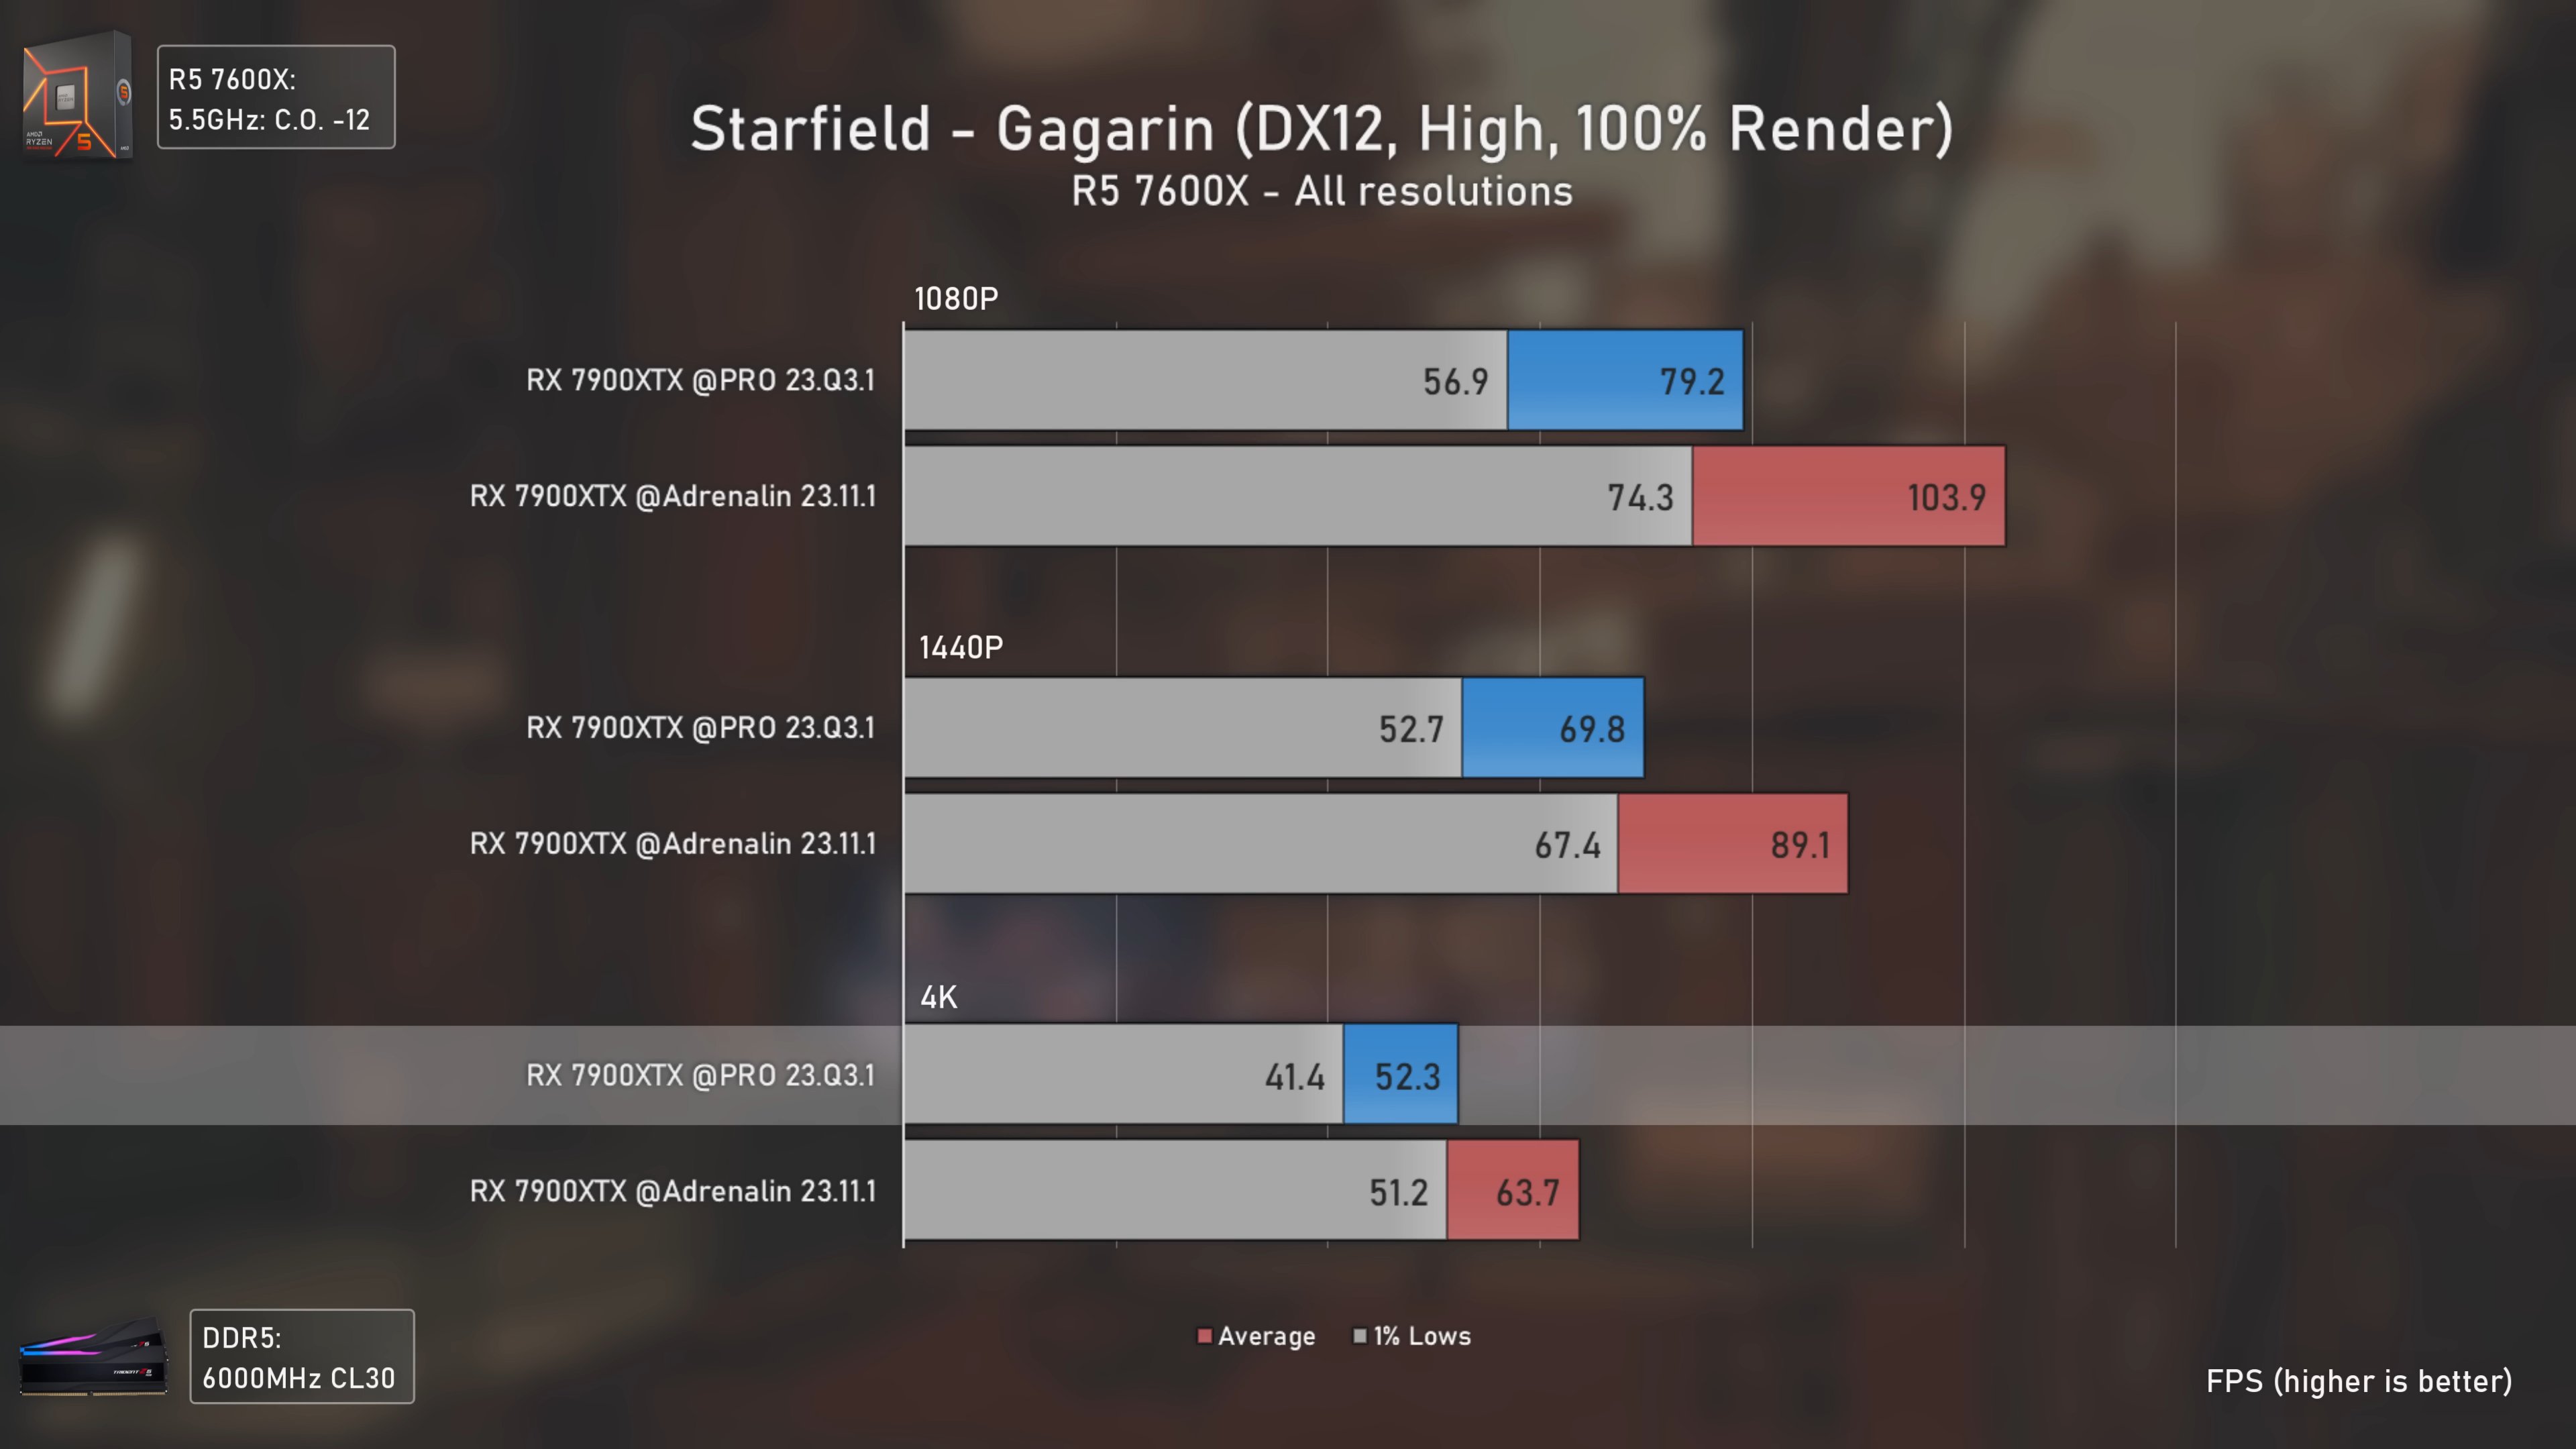 R5 7600X:
5.5GHz: C.O. -12
AMD
RYZEN
5
Starfield - Gagarin (DX12, High, 100% Render)
R5 7600X - All resolutions
1080P
RX 7900XTX @PRO 23.Q3.1
56.9
79.2
RX 7900XTX @Adrenalin 23.11.1
74.3
103.9
1440P
RX 7900XTX @PRO 23.Q3.1
52.7
69.8
RX 7900XTX @Adrenalin 23.11.1
67.4
89.1
4K
RX 7900XTX @PRO 23.Q3.1
41.4
52.3
RX 7900XTX @Adrenalin 23.11.1
51.2
63.7
DDR5:
6000MHz CL30
Average
1% Lows
FPS (higher is better)